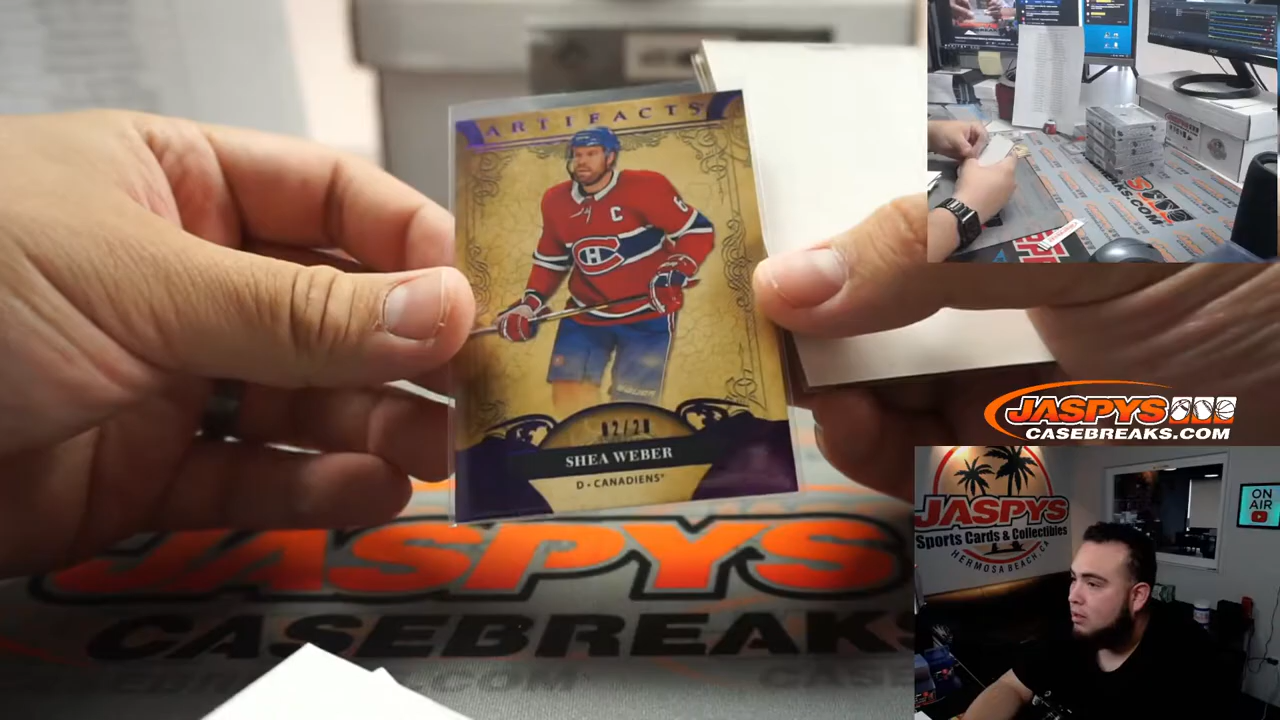 ARTIFACTS
C
6
02/20
SHEA WEBER
D • CANADIENS
JASPYS
CASEBREAKS
JASPYS
CASEBREAKS.COM
JASPYS
Sports Cards & Collectibles
HERMOSA BEACH, CA
ON
AIR